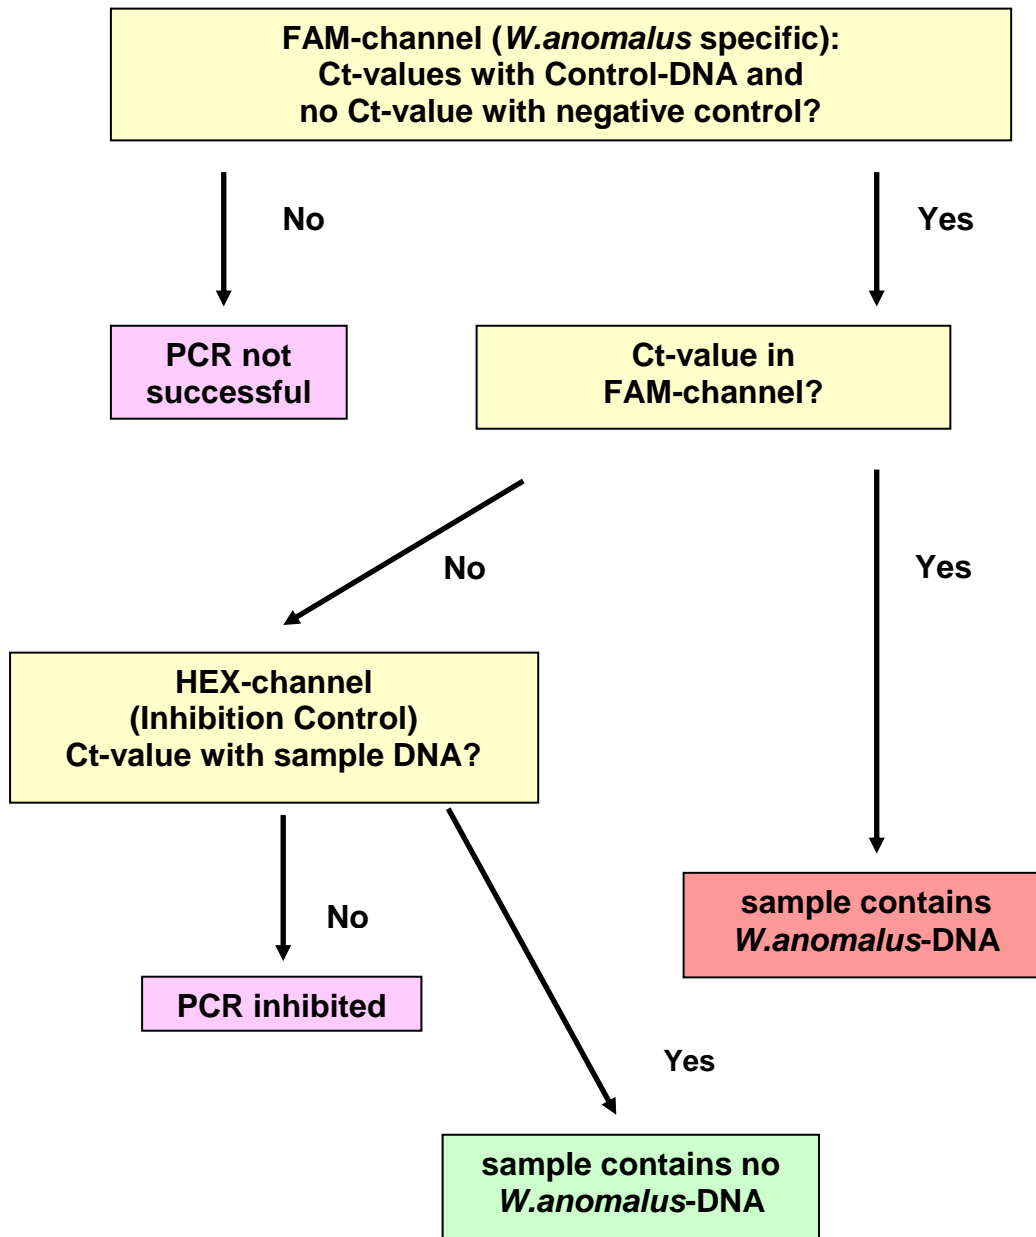 FAM-channel (W.anomalus specific):
Ct-values with Control-DNA and
no Ct-value with negative control?
No
Yes
PCR not
successful
Ct-value in
FAM-channel?
No
Yes
HEX-channel
(Inhibition Control)
Ct-value with sample DNA?
No
sample contains
W.anomalus-DNA
PCR inhibited
Yes
sample contains no
W.anomalus-DNA